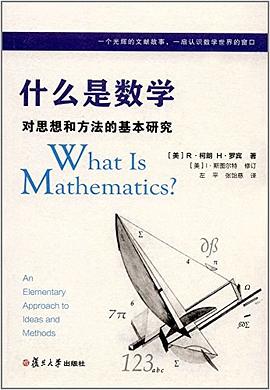 一个光辉的文献故事，一扇认识数学世界的窗口
什么是数学
对思想和方法的基本研究
What Is
Mathematics?
[美] R·柯朗 H·罗宾 著
[美] I·斯图尔特 修订
左平 张饴慈 译
An
Elementary
Approach to
Ideas and
Methods
∂β
7π
6
123abc
复旦大学出版社